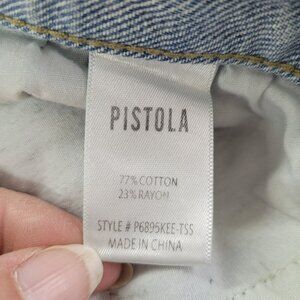 PISTOLA
77% COTTON
23% RAYON
STYLE # P6895KEE-TSS
MADE IN CHINA